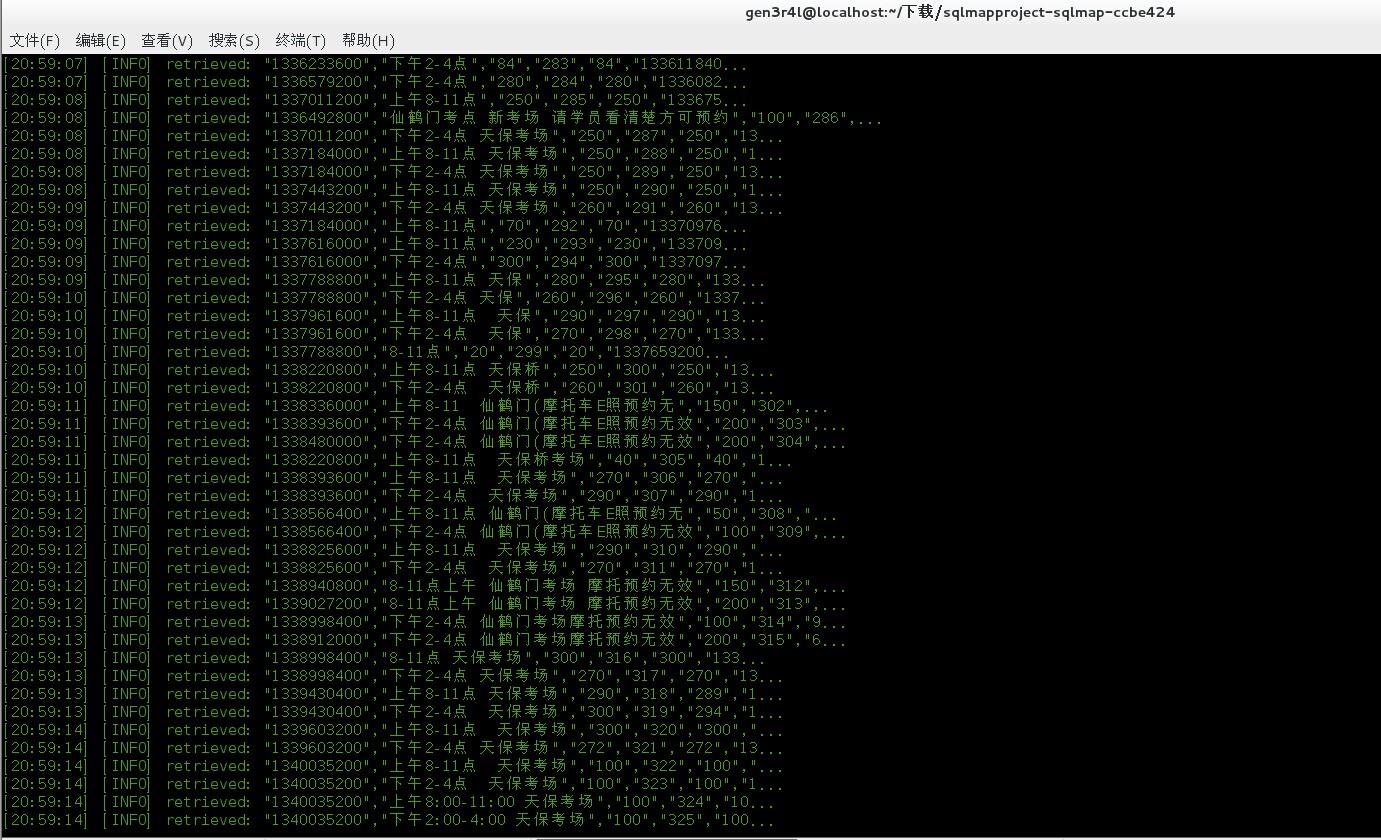 gen3r4l@localhost:~/下载/sqlmapproject-sqlmap-ccbe424
文件(F) 编辑(E) 查看(V) 搜索(S) 终端(T) 帮助(H)
[20:59:07] [INFO] retrieved: "1336233600","下午2-4点","84","283","84","133611840...
[20:59:07] [INFO] retrieved: "1336579200","下午2-4点","280","284","280","1336082...
[20:59:08] [INFO] retrieved: "1337011200","上午8-11点","250","285","250","133675...
[20:59:08] [INFO] retrieved: "1336492800","仙鹤门考点 新考场 请学员看清楚方可预约","100","286",...
[20:59:08] [INFO] retrieved: "1337011200","下午2-4点 天保考场","250","287","250","13...
[20:59:08] [INFO] retrieved: "1337184000","上午8-11点 天保考场","250","288","250","1...
[20:59:08] [INFO] retrieved: "1337184000","下午2-4点 天保考场","250","289","250","13...
[20:59:08] [INFO] retrieved: "1337443200","上午8-11点 天保考场","250","290","250","1...
[20:59:09] [INFO] retrieved: "1337443200","下午2-4点 天保考场","260","291","260","13...
[20:59:09] [INFO] retrieved: "1337184000","上午8-11点","70","292","70","13370976...
[20:59:09] [INFO] retrieved: "1337616000","上午8-11点","230","293","230","133709...
[20:59:09] [INFO] retrieved: "1337616000","下午2-4点","300","294","300","1337097...
[20:59:09] [INFO] retrieved: "1337788800","上午8-11点 天保","280","295","280","133...
[20:59:10] [INFO] retrieved: "1337788800","下午2-4点 天保","260","296","260","1337...
[20:59:10] [INFO] retrieved: "1337961600","上午8-11点  天保","290","297","290","13...
[20:59:10] [INFO] retrieved: "1337961600","下午2-4点  天保","270","298","270","133...
[20:59:10] [INFO] retrieved: "1337788800","8-11点","20","299","20","1337659200...
[20:59:10] [INFO] retrieved: "1338220800","上午8-11点 天保桥","250","300","250","13...
[20:59:10] [INFO] retrieved: "1338220800","下午2-4点  天保桥","260","301","260","13...
[20:59:11] [INFO] retrieved: "1338336000","上午8-11  仙鹤门(摩托车E照预约无","150","302",...
[20:59:11] [INFO] retrieved: "1338393600","下午2-4点 仙鹤门(摩托车E照预约无效","200","303",...
[20:59:11] [INFO] retrieved: "1338480000","下午2-4点 仙鹤门(摩托车E照预约无效","200","304",...
[20:59:11] [INFO] retrieved: "1338220800","上午8-11点  天保桥考场","40","305","40","1...
[20:59:11] [INFO] retrieved: "1338393600","上午8-11点  天保考场","270","306","270",...
[20:59:11] [INFO] retrieved: "1338393600","下午2-4点  天保考场","290","307","290","1...
[20:59:12] [INFO] retrieved: "1338566400","上午8-11点 仙鹤门(摩托车E照预约无","50","308","...
[20:59:12] [INFO] retrieved: "1338566400","下午2-4点 仙鹤门(摩托车E照预约无效","100","309",...
[20:59:12] [INFO] retrieved: "1338825600","上午8-11点  天保考场","290","310","290","...
[20:59:12] [INFO] retrieved: "1338825600","下午2-4点  天保考场","270","311","270","1...
[20:59:12] [INFO] retrieved: "1338940800","8-11点上午 仙鹤门考场 摩托预约无效","150","312",...
[20:59:12] [INFO] retrieved: "1339027200","8-11点上午 仙鹤门考场 摩托预约无效","200","313",...
[20:59:13] [INFO] retrieved: "1338998400","下午2-4点 仙鹤门考场摩托预约无效","100","314","9...
[20:59:13] [INFO] retrieved: "1338912000","下午2-4点 仙鹤门考场摩托预约无效","200","315","6...
[20:59:13] [INFO] retrieved: "1338998400","8-11点 天保考场","300","316","300","133...
[20:59:13] [INFO] retrieved: "1338998400","下午2-4点  天保考场","270","317","270","13...
[20:59:13] [INFO] retrieved: "1339430400","上午8-11点  天保考场","290","318","289","1...
[20:59:13] [INFO] retrieved: "1339430400","下午2-4点  天保考场","300","319","294","1...
[20:59:14] [INFO] retrieved: "1339603200","上午8-11点  天保考场","300","320","300","...
[20:59:14] [INFO] retrieved: "1339603200","下午2-4点 天保考场","272","321","272","13...
[20:59:14] [INFO] retrieved: "1340035200","上午8-11点  天保考场","100","322","100","...
[20:59:14] [INFO] retrieved: "1340035200","下午2-4点  天保考场","100","323","100","1...
[20:59:14] [INFO] retrieved: "1340035200","上午8:00-11:00 天保考场","100","324","10...
[20:59:14] [INFO] retrieved: "1340035200","下午2:00-4:00 天保考场","100","325","100...